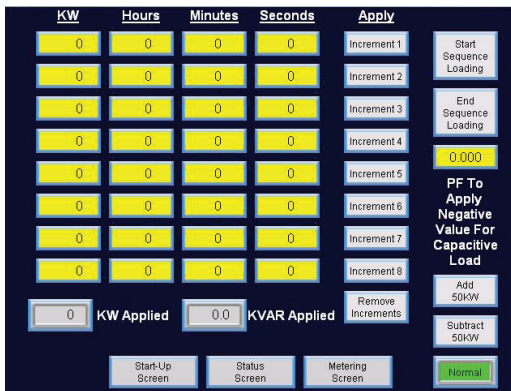 KW Hours Minutes Seconds Apply
0 0 0 0 Increment 1
0 0 0 0 Increment 2
0 0 0 0 Increment 3
0 0 0 0 Increment 4
0 0 0 0 Increment 5
0 0 0 0 Increment 6
0 0 0 0 Increment 7
0 0 0 0 Increment 8
0 KW Applied 0.0 KVAR Applied
Remove
Increments
Start
Sequence
Loading
End
Sequence
Loading
0.000
PF To
Apply
Negative
Value For
Capacitive
Load
Add
50KW
Subtract
50KW
Start-Up
Screen
Status
Screen
Metering
Screen
Normal